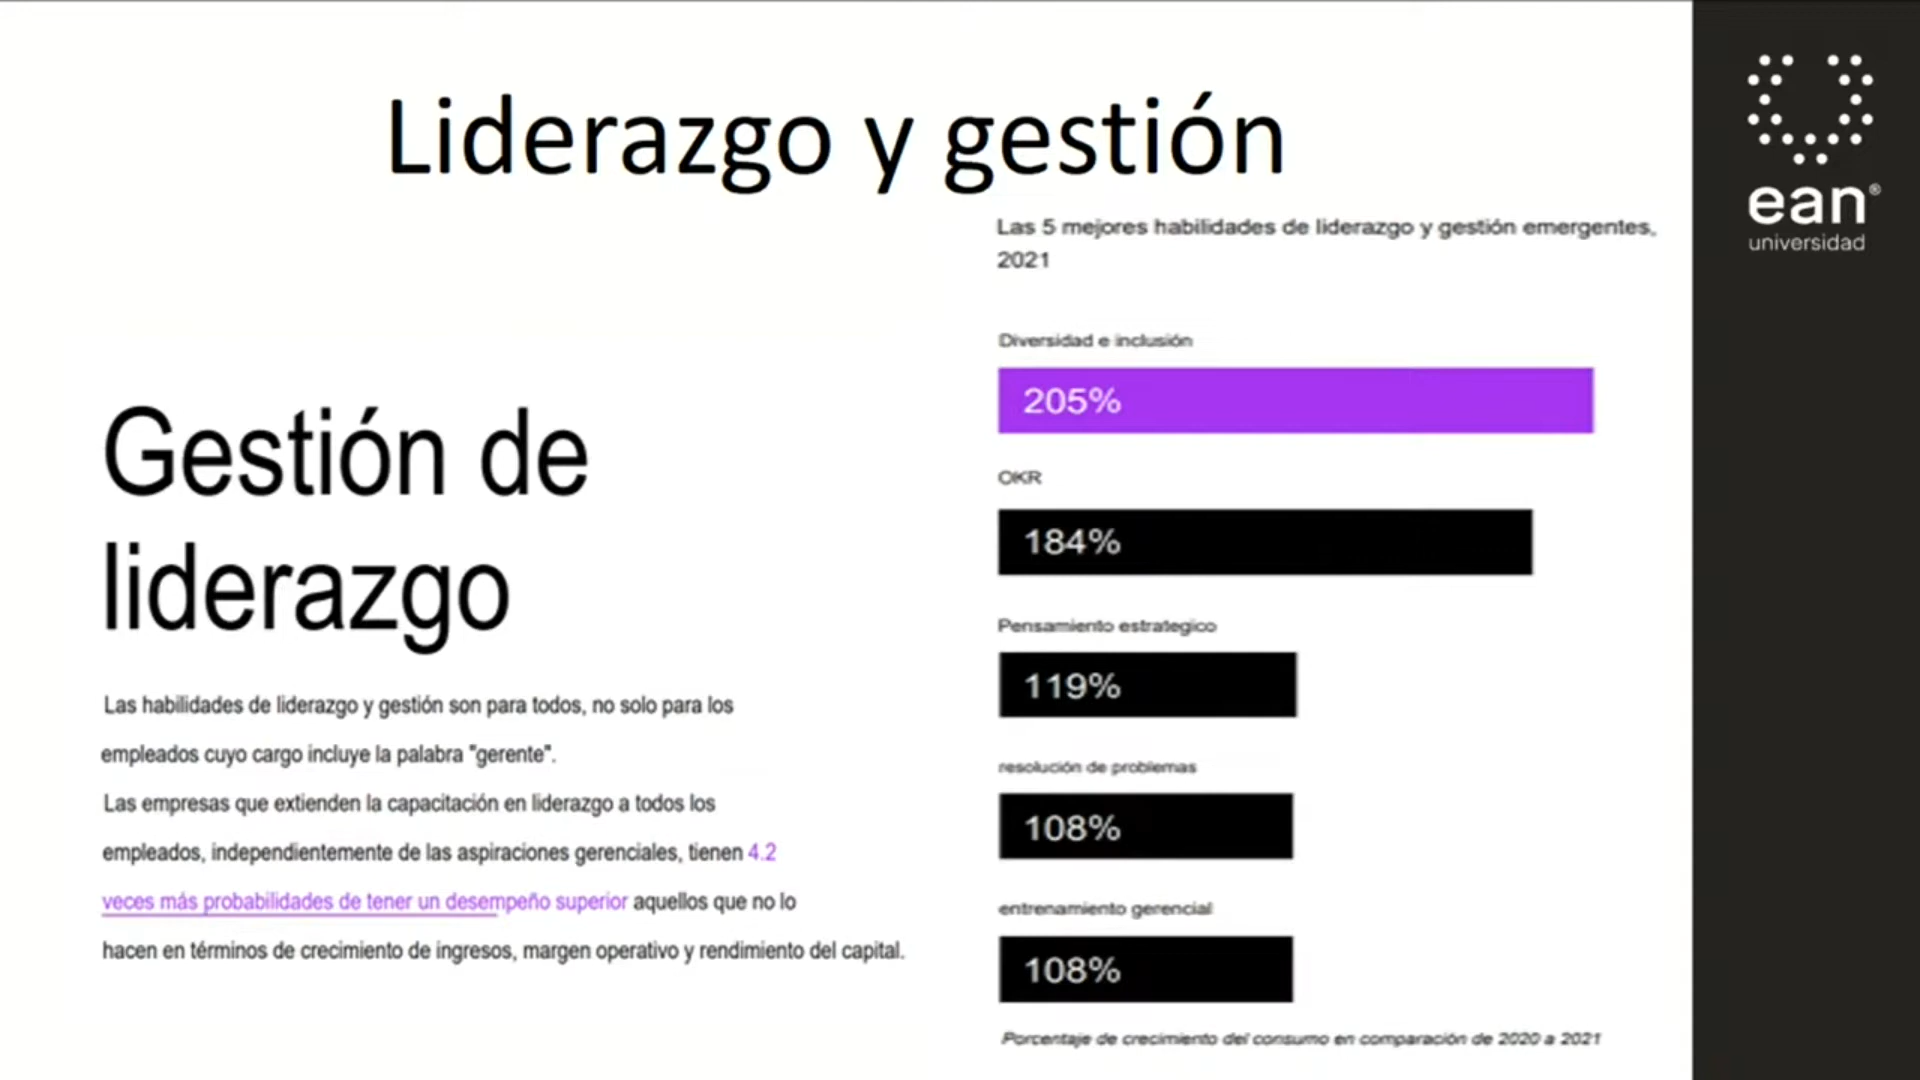 Liderazgo y gestión
Gestión de
liderazgo
Las habilidades de liderazgo y gestión son para todos, no solo para los
empleados cuyo cargo incluye la palabra "gerente".
Las empresas que extienden la capacitación en liderazgo a todos los
empleados, independientemente de las aspiraciones gerenciales, tienen 4.2
veces más probabilidades de tener un desempeño superior aquellos que no lo
hacen en términos de crecimiento de ingresos, margen operativo y rendimiento del capital.
Las 5 mejores habilidades de liderazgo y gestión emergentes,
2021
Diversidad e inclusión
205%
OKR
184%
Pensamiento estrategico
119%
resolución de problemas
108%
entrenamiento gerencial
108%
Porcentaje de crecimiento del consumo en comparación de 2020 a 2021
ean®
universidad